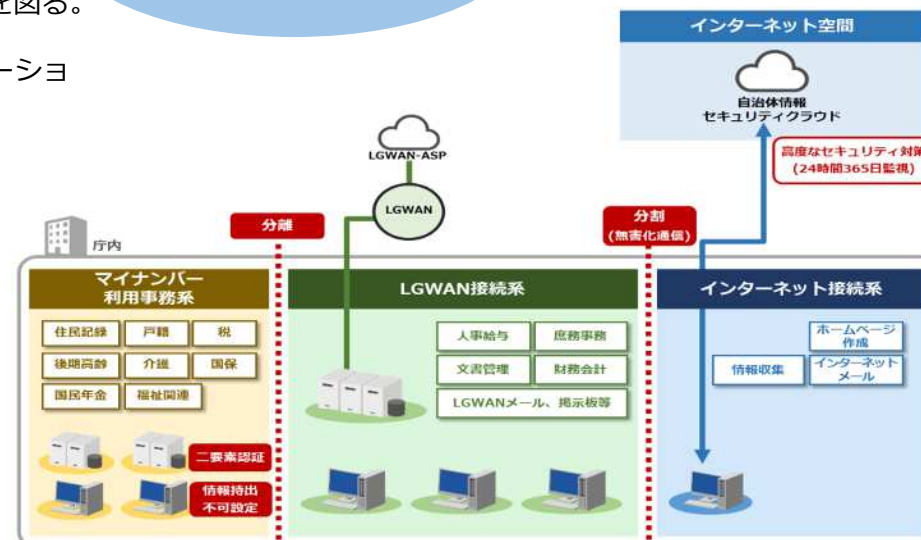 を図る。
ーショ
インターネット空間
自治体情報
セキュリティクラウド
高度なセキュリティ対策
(24時間365日監視)
LGWAN-ASP
LGWAN
分離
分割
(無害化通信)
庁内
マイナンバー
利用事務系
住民記録
戸籍
税
後期高齢
介護
国保
国民年金
福祉関連
二要素認証
情報持出
不可設定
LGWAN接続系
人事給与
庶務事務
文書管理
財務会計
LGWANメール、掲示板等
インターネット接続系
ホームページ
作成
情報収集
インターネット
メール